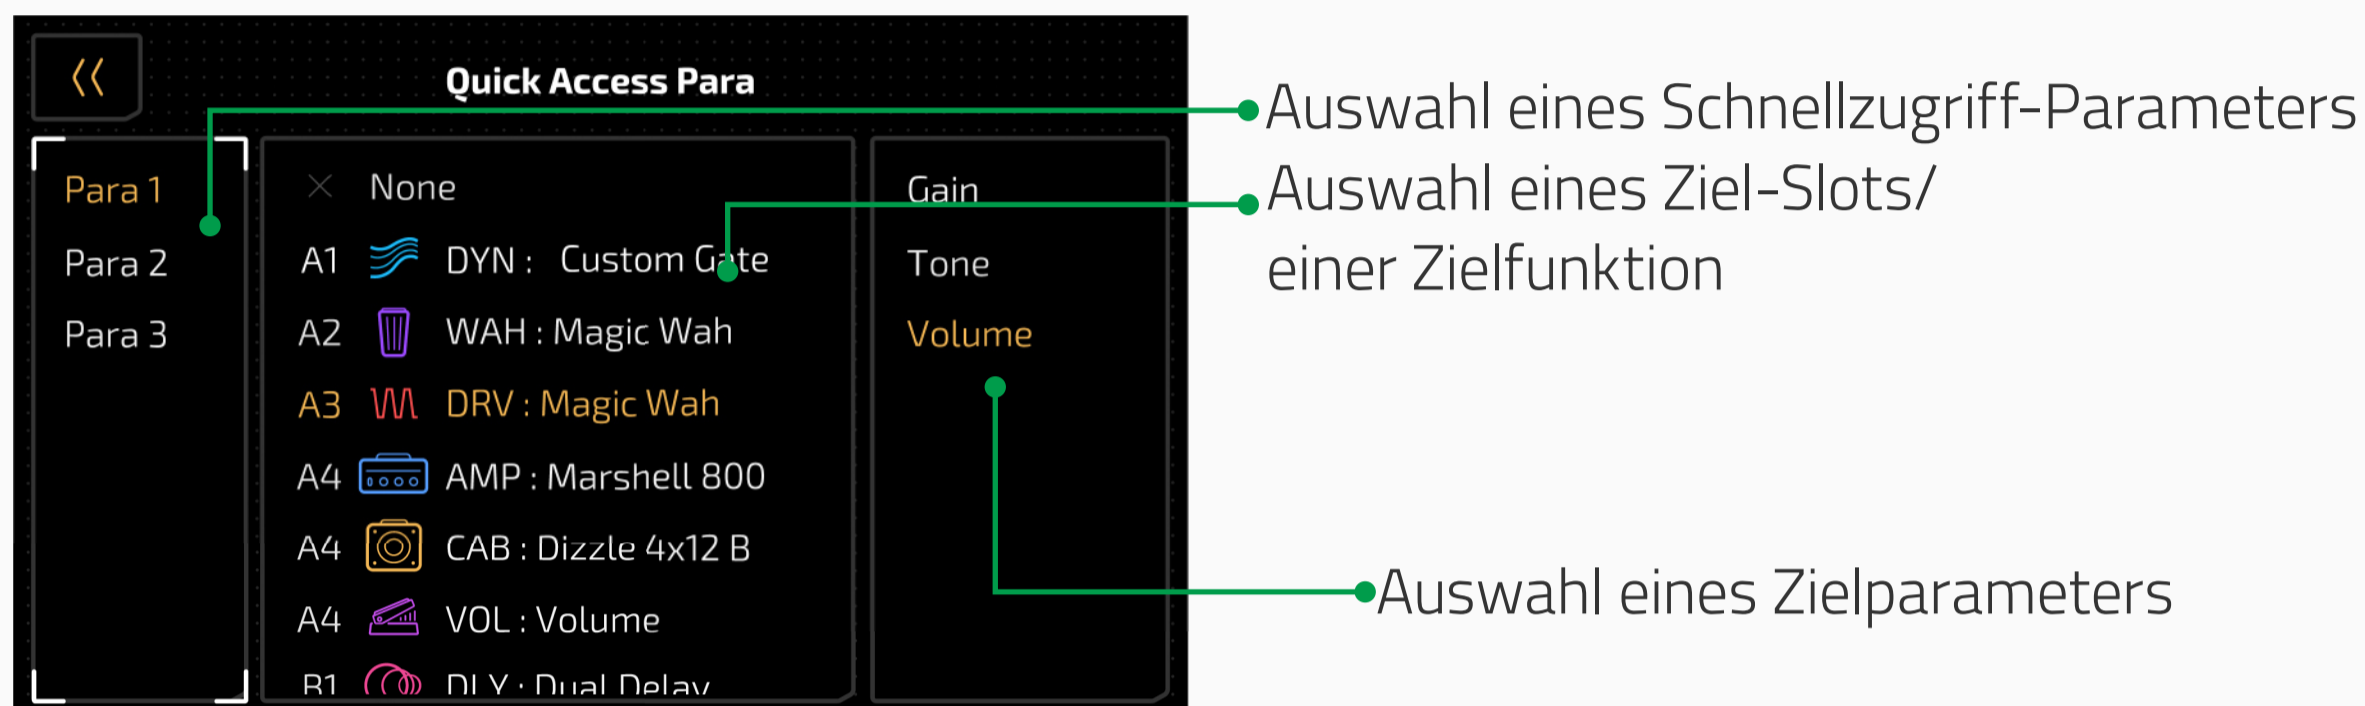 Quick Access Para
Para 1
Para 2
Para 3
None
A1 DYN : Custom Gate
A2 WAH : Magic Wah
A3 DRV : Magic Wah
A4 AMP : Marshell 800
A4 CAB : Dizzle 4x12 B
A4 VOL : Volume
B1 DLY : Dual Delay
Gain
Tone
Volume
Auswahl eines Schnellzugriff-Parameters
Auswahl eines Ziel-Slots/
einer Zielfunktion
Auswahl eines Zielparameters